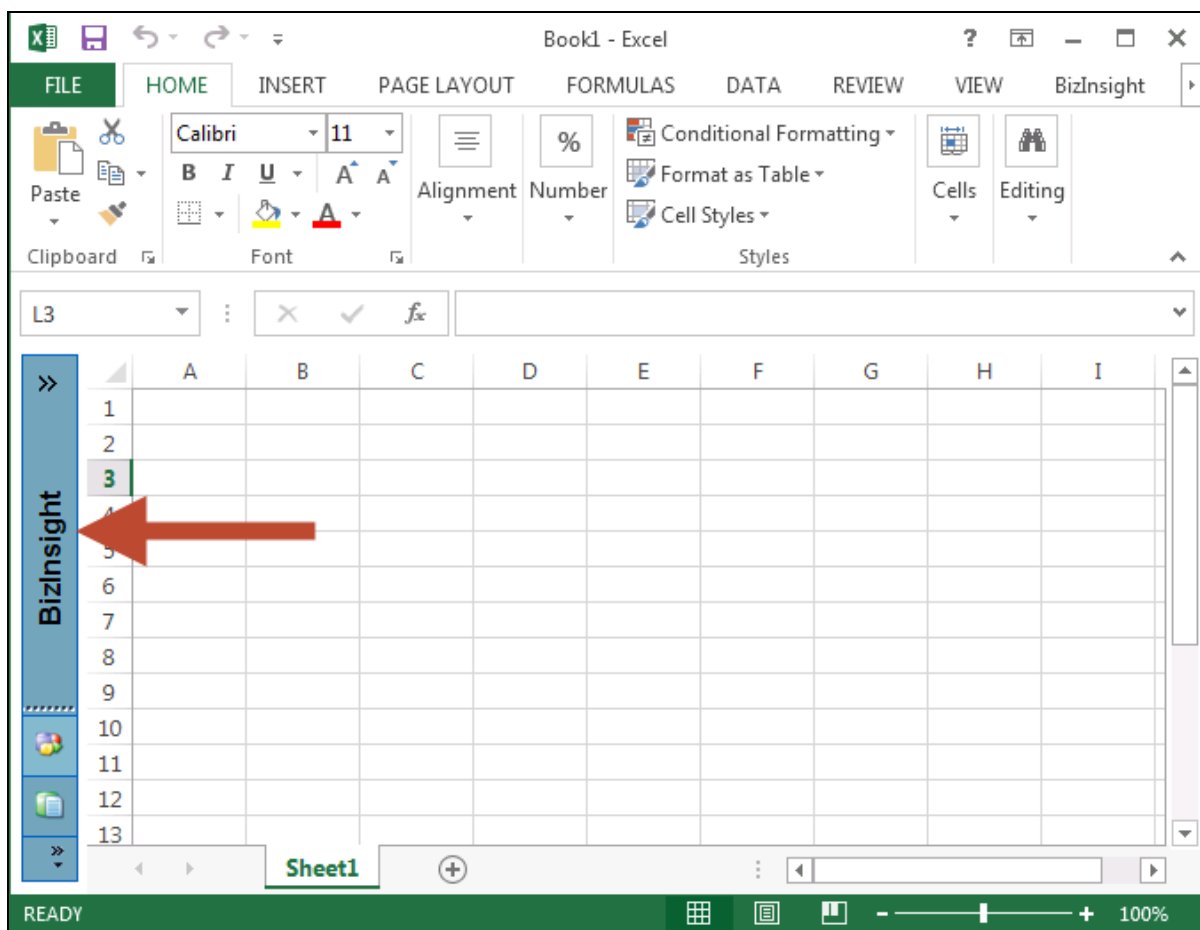 Book1 - Excel
?
FILE HOME INSERT PAGE LAYOUT FORMULAS DATA REVIEW VIEW BizInsight
Calibri 11 % Conditional Formatting
B I U A A Format as Table
Paste Alignment Number Cell Styles Cells Editing
A
Clipboard Font Styles
L3 fx
A B C D E F G H I
1
2
3
4
5
6
7
8
9
10
11
12
13
BizInsight
Sheet1
READY 100%